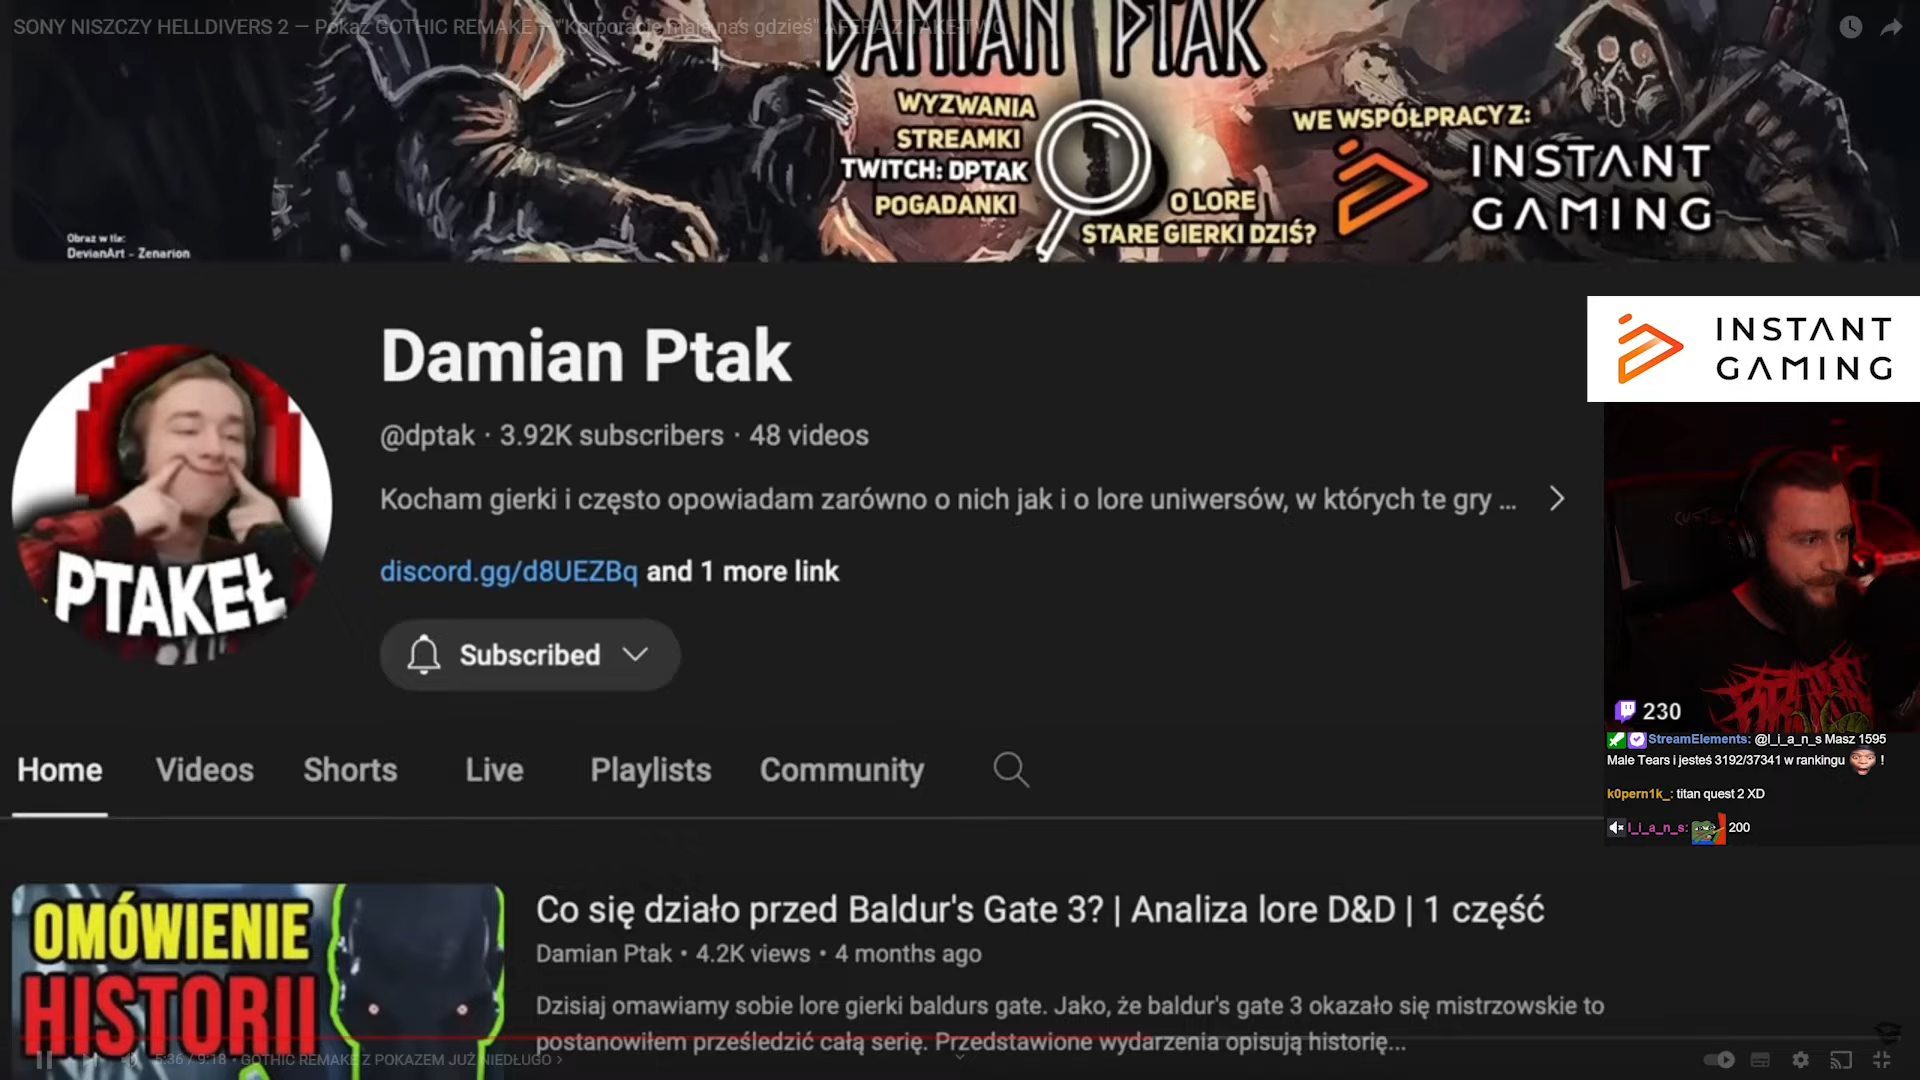 SONY NISZCZY HELLDIVERS 2 — Pokaz GOTHIC REMAKE — "Korporacje mają nas gdzieś" AFERA Z TAKE-TWO
DAMIAN PTAK
WYZWANIA
STREAMKI
TWITCH: DPTAK
POGADANKI
O LORE
STARE GIERKI DZIŚ?
WE WSPÓŁPRACY Z:
INSTANT
GAMING
Obraz w tle:
DevianArt - Zenarion
INSTANT
GAMING
Damian Ptak
@dptak · 3.92K subscribers · 48 videos
Kocham gierki i często opowiadam zarówno o nich jak i o lore uniwersów, w których te gry ...
discord.gg/d8UEZBq and 1 more link
PTAKEŁ
Subscribed
230
StreamElements: @l_i_a_n_s Masz 1595
Male Tears i jesteś 3192/37341 w rankingu !
k0pern1k_: titan quest 2 XD
l_i_a_n_s: 200
Home Videos Shorts Live Playlists Community
OMÓWIENIE
HISTORII
Co się działo przed Baldur's Gate 3? | Analiza lore D&D | 1 część
Damian Ptak • 4.2K views • 4 months ago
Dzisiaj omawiamy sobie lore gierki baldurs gate. Jako, że baldur's gate 3 okazało się mistrzowskie to
postanowiłem prześledzić całą serię. Przedstawione wydarzenia opisują historię...
5:36 / 9:18 • GOTHIC REMAKE Z POKAZEM JUŻ NIEDŁUGO >